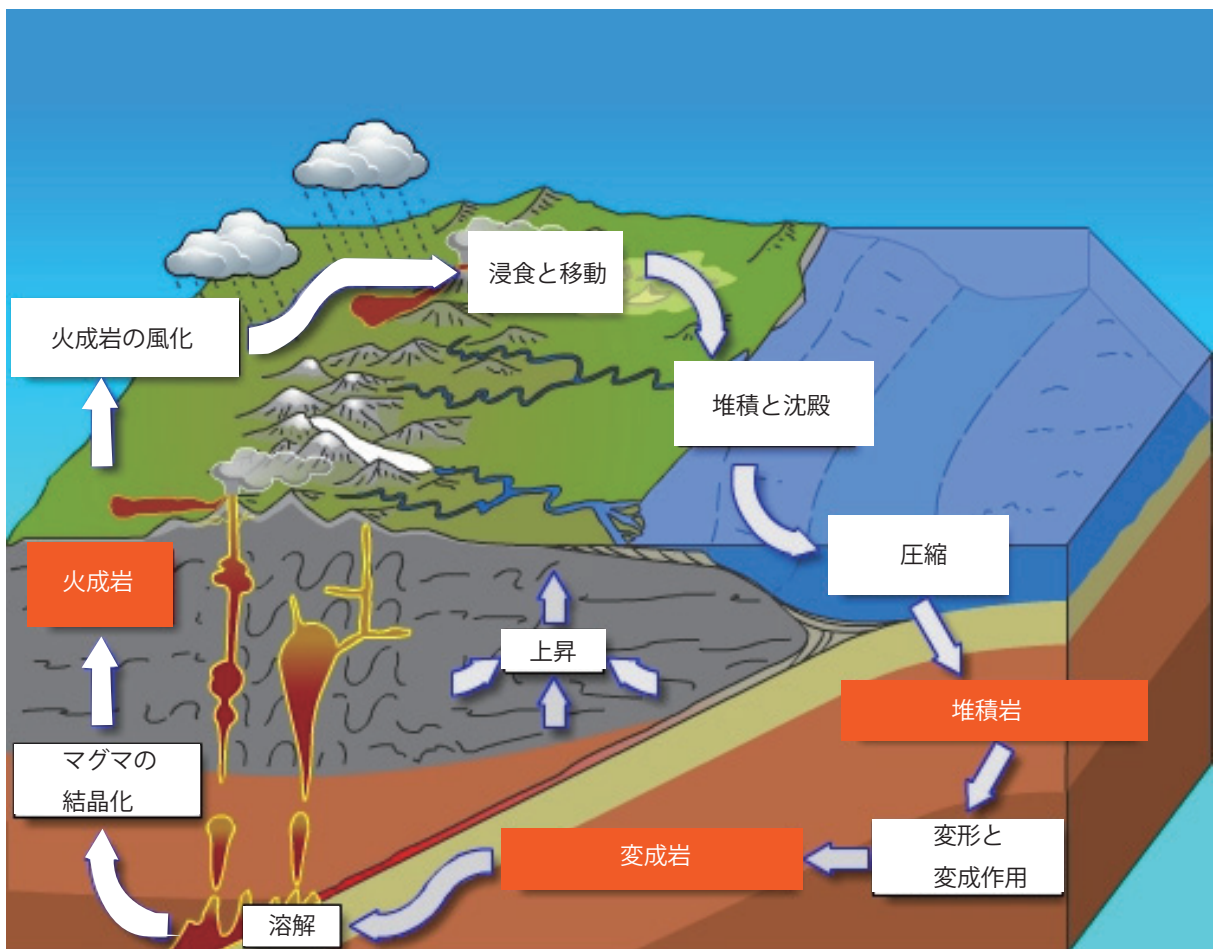 浸食と移動
火成岩の風化
堆積と沈殿
圧縮
火成岩
上昇
堆積岩
マグマの
結晶化
変形と
変成作用
変成岩
溶解